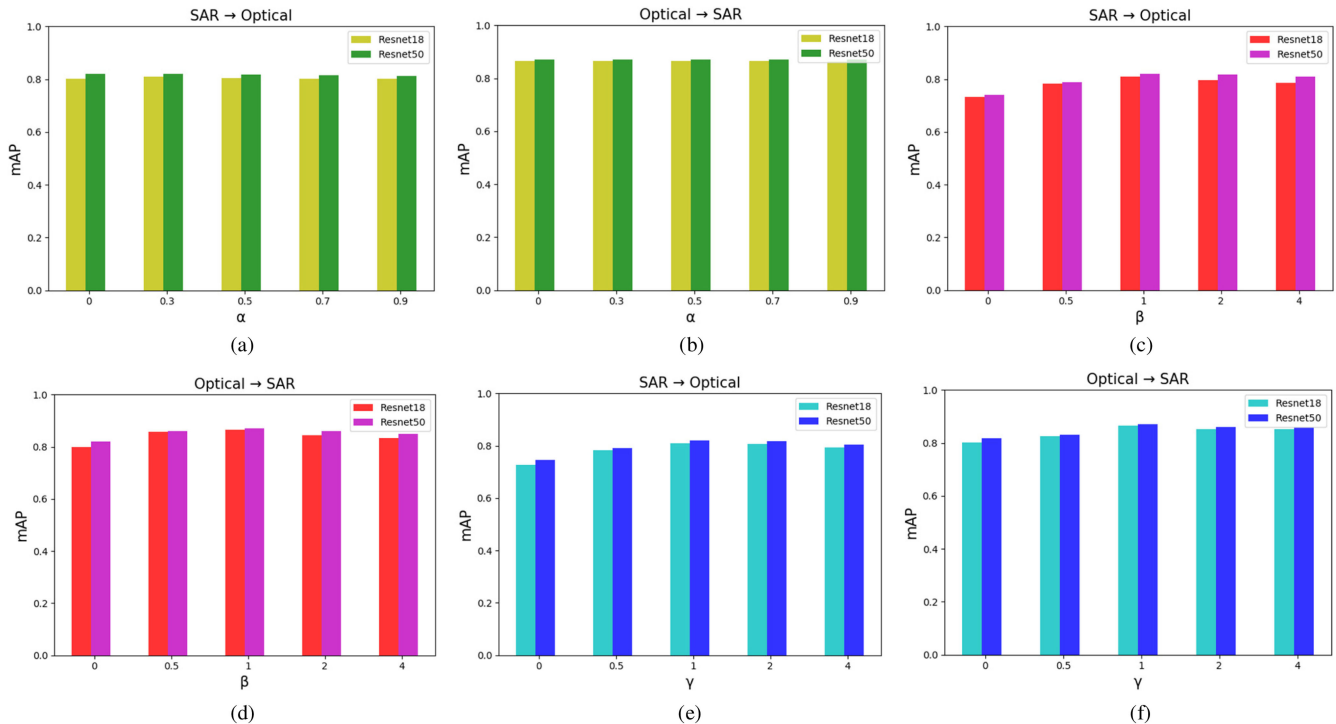 SAR → Optical
Resnet18
Resnet50
mAP
1.0
0.8
0.6
0.4
0.2
0.0
0 0.3 0.5 0.7 0.9
α
(a)
Optical → SAR
Resnet18
Resnet50
mAP
1.0
0.8
0.6
0.4
0.2
0.0
0 0.3 0.5 0.7 0.9
α
(b)
SAR → Optical
Resnet18
Resnet50
mAP
1.0
0.8
0.6
0.4
0.2
0.0
0 0.5 1 2 4
β
(c)
Optical → SAR
Resnet18
Resnet50
mAP
1.0
0.8
0.6
0.4
0.2
0.0
0 0.5 1 2 4
β
(d)
SAR → Optical
Resnet18
Resnet50
mAP
1.0
0.8
0.6
0.4
0.2
0.0
0 0.5 1 2 4
γ
(e)
Optical → SAR
Resnet18
Resnet50
mAP
1.0
0.8
0.6
0.4
0.2
0.0
0 0.5 1 2 4
γ
(f)